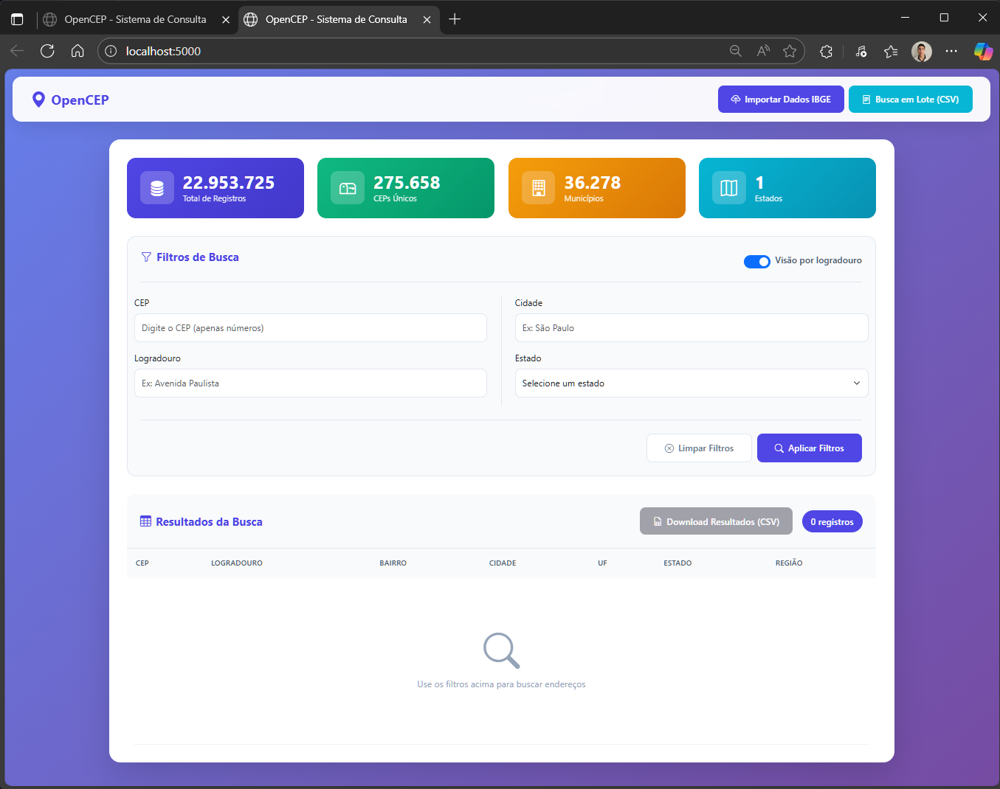 OpenCEP - Sistema de Consulta
OpenCEP - Sistema de Consulta
localhost:5000
OpenCEP
Importar Dados IBGE
Busca em Lote (CSV)
22.953.725
Total de Registros
275.658
CEPs Únicos
36.278
Municípios
1
Estados
Filtros de Busca
Visão por logradouro
CEP
Digite o CEP (apenas números)
Cidade
Ex: São Paulo
Logradouro
Ex: Avenida Paulista
Estado
Selecione um estado
Limpar Filtros
Aplicar Filtros
Resultados da Busca
Download Resultados (CSV)
0 registros
CEP LOGRADOURO BAIRRO CIDADE UF ESTADO REGIÃO
Use os filtros acima para buscar endereços